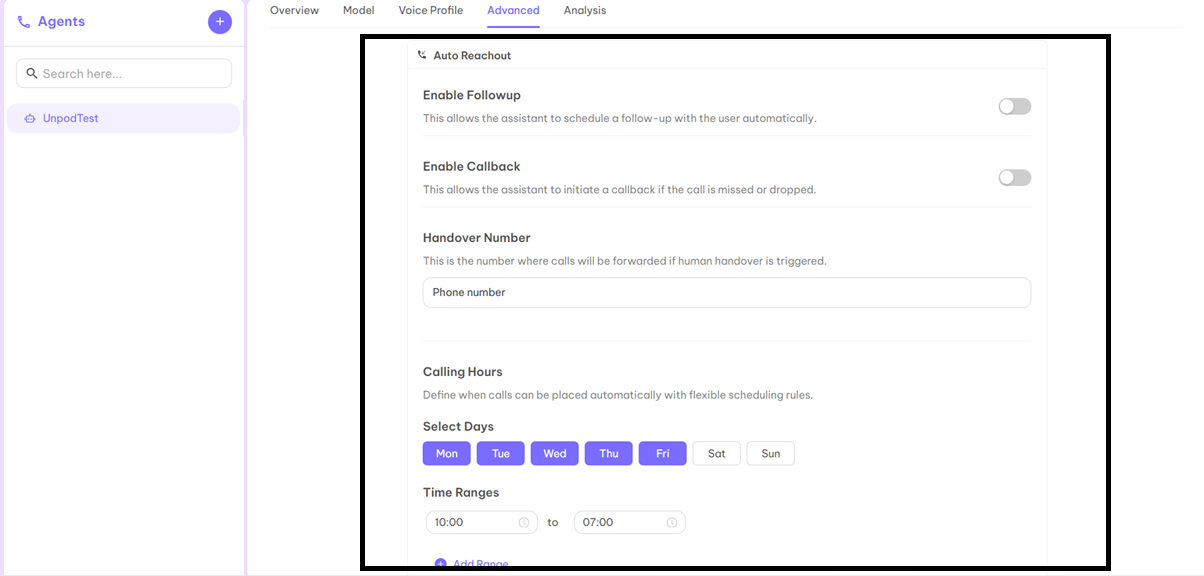 Agents
+
Search here...
UnpodTest
Overview Model Voice Profile Advanced Analysis
Auto Reachout
Enable Followup
This allows the assistant to schedule a follow-up with the user automatically.
Enable Callback
This allows the assistant to initiate a callback if the call is missed or dropped.
Handover Number
This is the number where calls will be forwarded if human handover is triggered.
Phone number
Calling Hours
Define when calls can be placed automatically with flexible scheduling rules.
Select Days
Mon Tue Wed Thu Fri Sat Sun
Time Ranges
10:00 to 07:00
Add Range